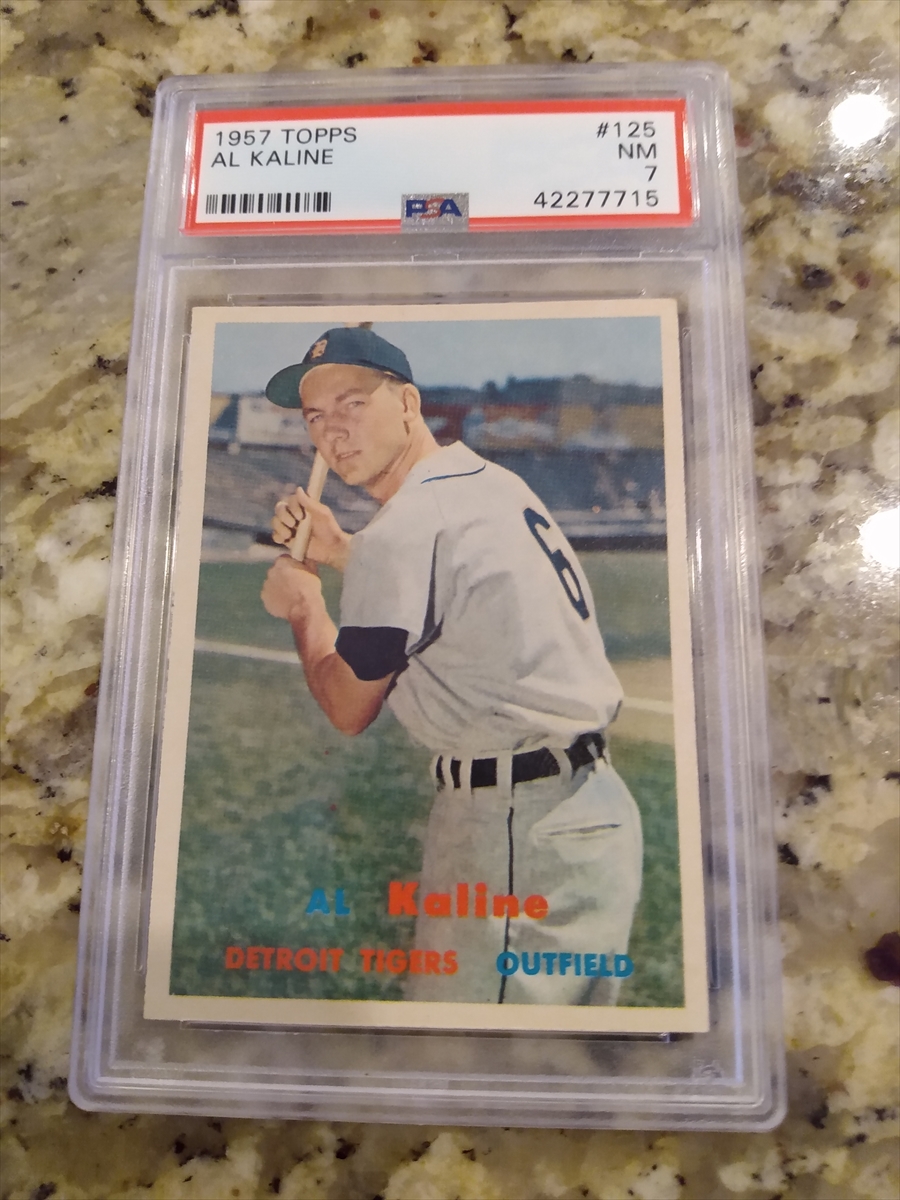 1957 TOPPS #125
AL KALINE NM
7
PSA 42277715
6
AL Kaline
DETROIT TIGERS OUTFIELD